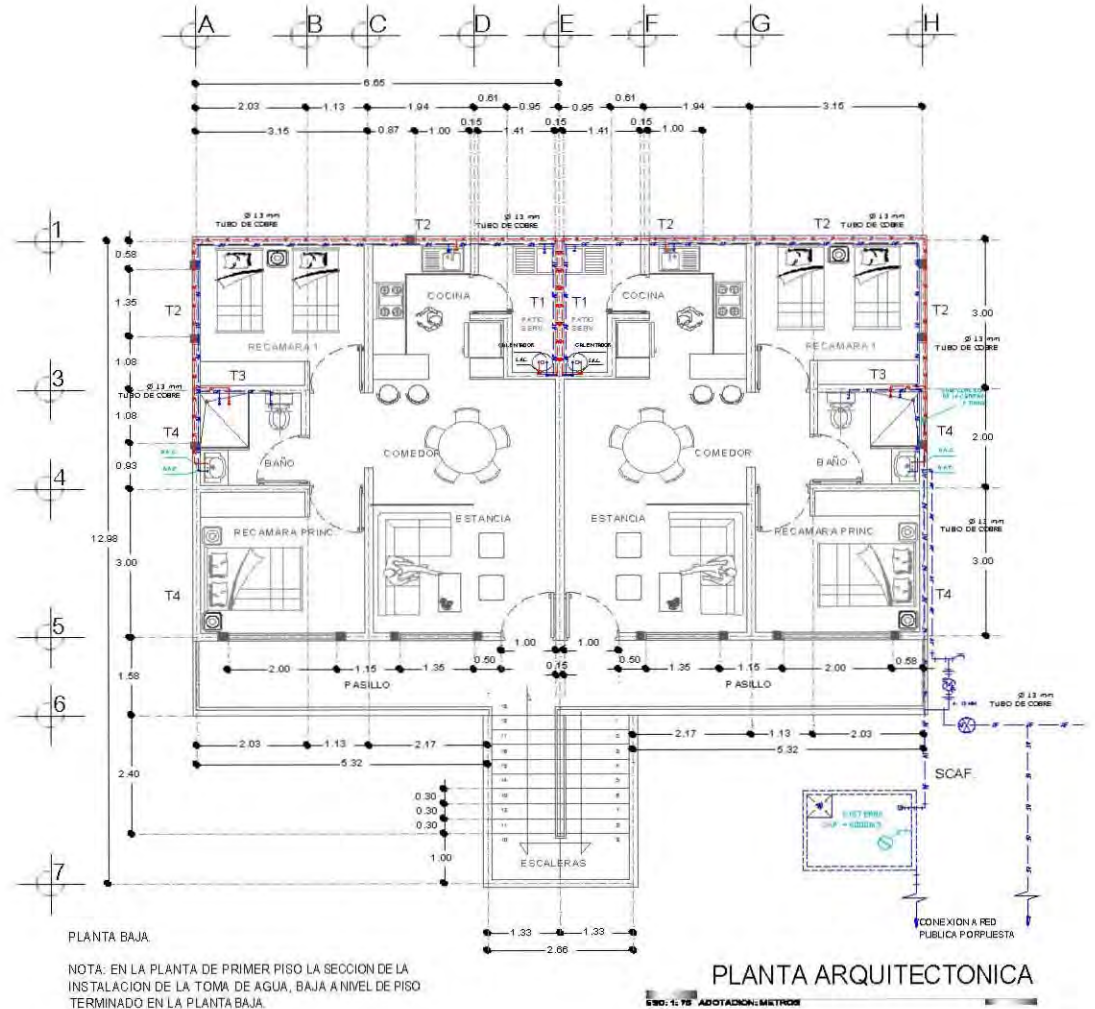 A B C D E F G H
6.65
0.61 0.61
2.03 1.13 1.94 0.95 0.95 1.94 3.15
0.15 0.15 0.15
3.15 0.87 1.00 1.41 1.41 1.00
Ø 13 mm
TUBO DE COBRE
T2
Ø 13 mm
TUBO DE COBRE
T2
T2
Ø 13 mm
TUBO DE COBRE
1
0.58
1.35
1.08
1.08
0.93
3.00
12.98
1.58
2.40
3
4
5
6
7
T2
RECAMARA 1
COCINA
T1 T1
PATIO
SERV.
PATIO
SERV.
COCINA
RECAMARA 1
T2
3.00
Ø 13 mm
TUBO DE COBRE
CALENTADOR
CALENTADOR
T3
T3
Ø 13 mm
TUBO DE COBRE
T4
BAÑO
COMEDOR
COMEDOR
BAÑO
T4
2.00
RECAMARA PRINC.
ESTANCIA
ESTANCIA
RECAMARA PRINC.
Ø 13 mm
TUBO DE COBRE
3.00
T4
T4
1.00 1.00
2.00 1.15 1.35 0.50 0.15 0.50 1.35 1.15 2.00 0.58
PASILLO
PASILLO
Ø 13 mm
TUBO DE COBRE
2.03 1.13 2.17
2.17 1.13 2.03
5.32
5.32
SCAF.
0.30
0.30
0.30
1.00
ESCALERAS
CISTERNA
1.33 1.33
2.66
CONEXION A RED
PUBLICA PORPUESTA
PLANTA BAJA.
NOTA: EN LA PLANTA DE PRIMER PISO LA SECCION DE LA
INSTALACION DE LA TOMA DE AGUA, BAJA A NIVEL DE PISO
TERMINADO EN LA PLANTA BAJA.
PLANTA ARQUITECTONICA
ESC: 1: 75 ACOTACION: METROS